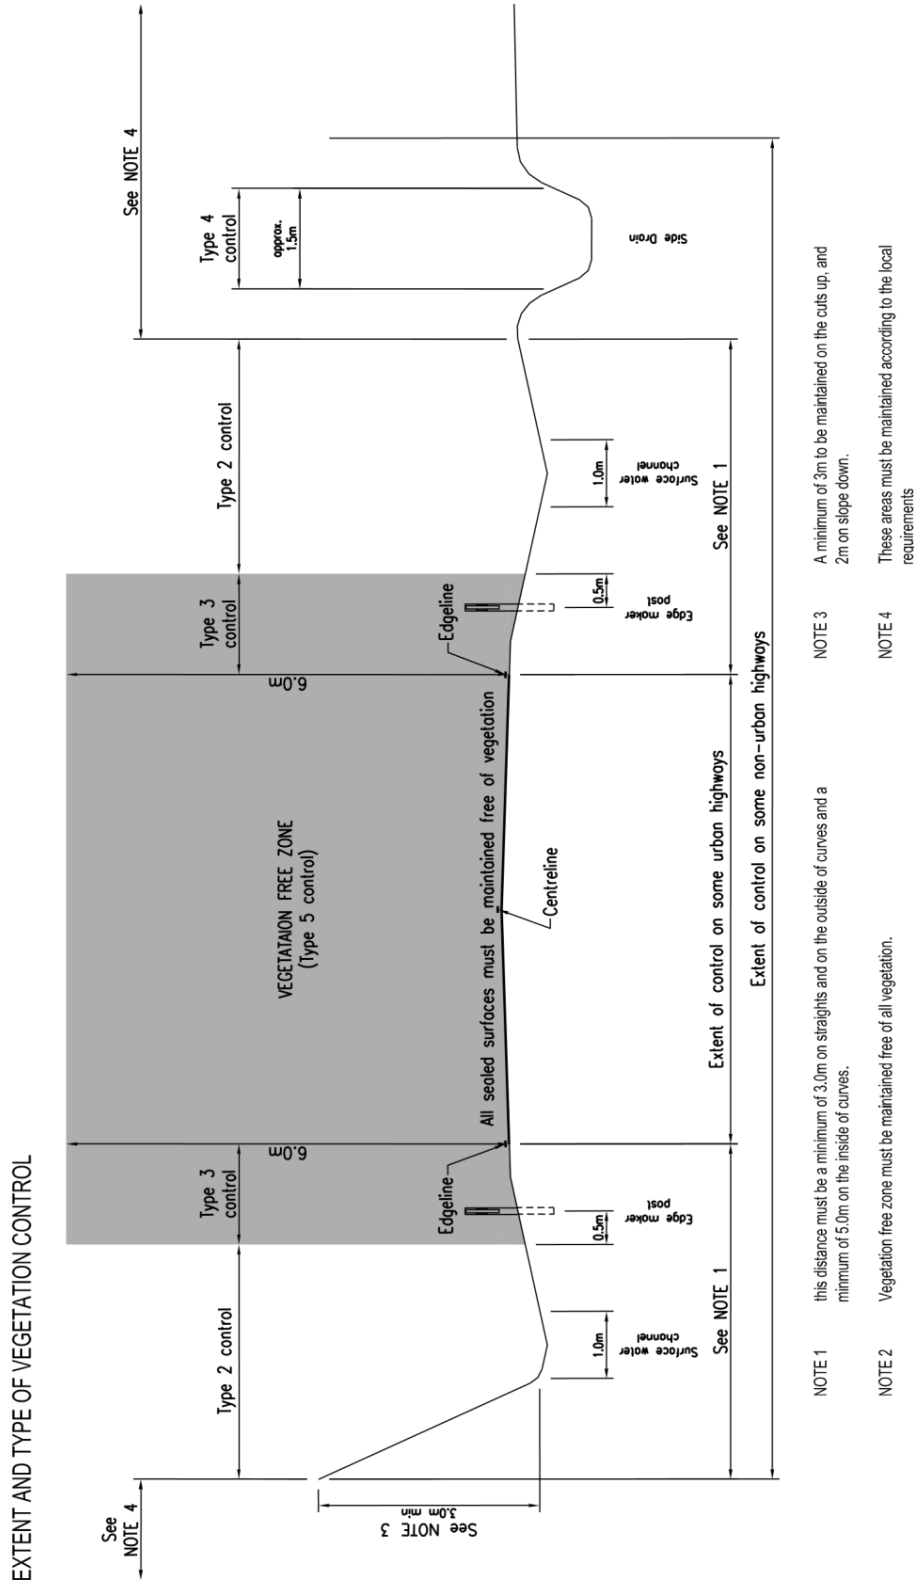 EXTENT AND TYPE OF VEGETATION CONTROL
See
NOTE 4
See NOTE 4
Type 2 control
Type 3
control
Type 3
control
Type 2 control
Type 4
control
approx.
1.5m
6.0m
6.0m
VEGETATAION FREE ZONE
(Type 5 control)
See NOTE 3
3.0m min
Edgeline
All sealed surfaces must be maintained free of vegetation
Edgeline
Centreline
1.0m
Surface water
channel
0.5m
Edge maker
post
0.5m
Edge maker
post
1.0m
Surface water
channel
Side Drain
See NOTE 1
Extent of control on some urban highways
See NOTE 1
Extent of control on some non-urban highways
NOTE 1
this distance must be a minimum of 3.0m on straights and on the outside of curves and a
minmum of 5.0m on the inside of curves.
NOTE 2
Vegetation free zone must be maintained free of all vegetation.
NOTE 3
A minimum of 3m to be maintained on the cuts up, and
2m on slope down.
NOTE 4
These areas must be maintained according to the local
requirements